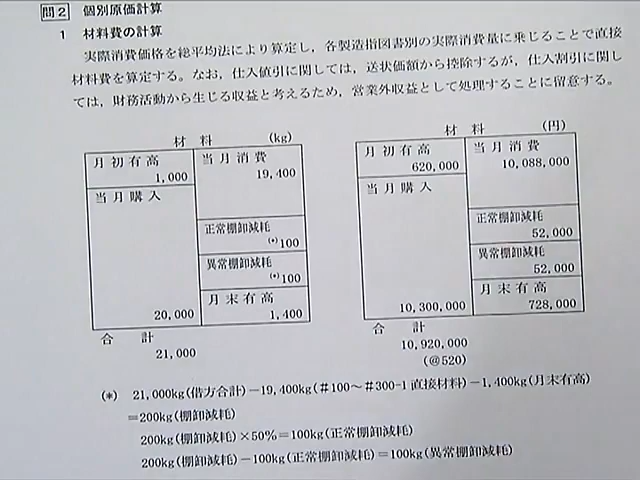 問2 個別原価計算
1 材料費の計算
実際消費価格を総平均法により算定し，各製造指図書別の実際消費量に乗じることで直接
材料費を算定する。なお，仕入値引に関しては，送状価額から控除するが，仕入割引に関し
ては，財務活動から生じる収益と考えるため，営業外収益として処理することに留意する。
材 料 (kg)
月初有高
1,000
当月消費
19,400
当月購入
20,000
正常棚卸減耗
(*)100
異常棚卸減耗
(*)100
月末有高
1,400
合 計
21,000
材 料 (円)
月初有高
620,000
当月消費
10,088,000
当月購入
10,300,000
正常棚卸減耗
52,000
異常棚卸減耗
52,000
月末有高
728,000
合 計
10,920,000
(@520)
(*) 21,000kg(借方合計)－19,400kg(＃100～＃300-1直接材料)－1,400kg(月末有高)
＝200kg(棚卸減耗)
200kg(棚卸減耗)×50%＝100kg(正常棚卸減耗)
200kg(棚卸減耗)－100kg(正常棚卸減耗)＝100kg(異常棚卸減耗)